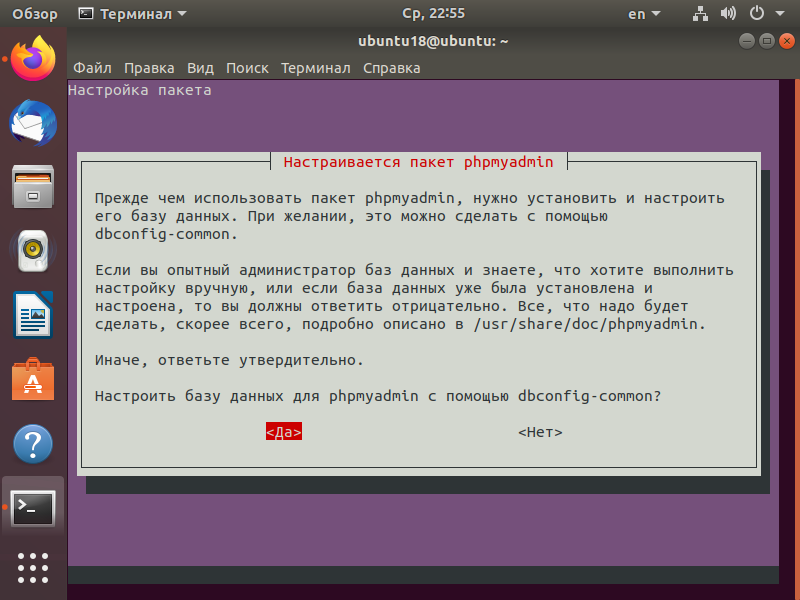 Обзор Терминал Ср, 22:55 en
ubuntu18@ubuntu: ~
Файл Правка Вид Поиск Терминал Справка
Настройка пакета
Настраивается пакет phpmyadmin
Прежде чем использовать пакет phpmyadmin, нужно установить и настроить
его базу данных. При желании, это можно сделать с помощью
dbconfig-common.
Если вы опытный администратор баз данных и знаете, что хотите выполнить
настройку вручную, или если база данных уже была установлена и
настроена, то вы должны ответить отрицательно. Все, что надо будет
сделать, скорее всего, подробно описано в /usr/share/doc/phpmyadmin.
Иначе, ответьте утвердительно.
Настроить базу данных для phpmyadmin с помощью dbconfig-common?
<Да> <Нет>